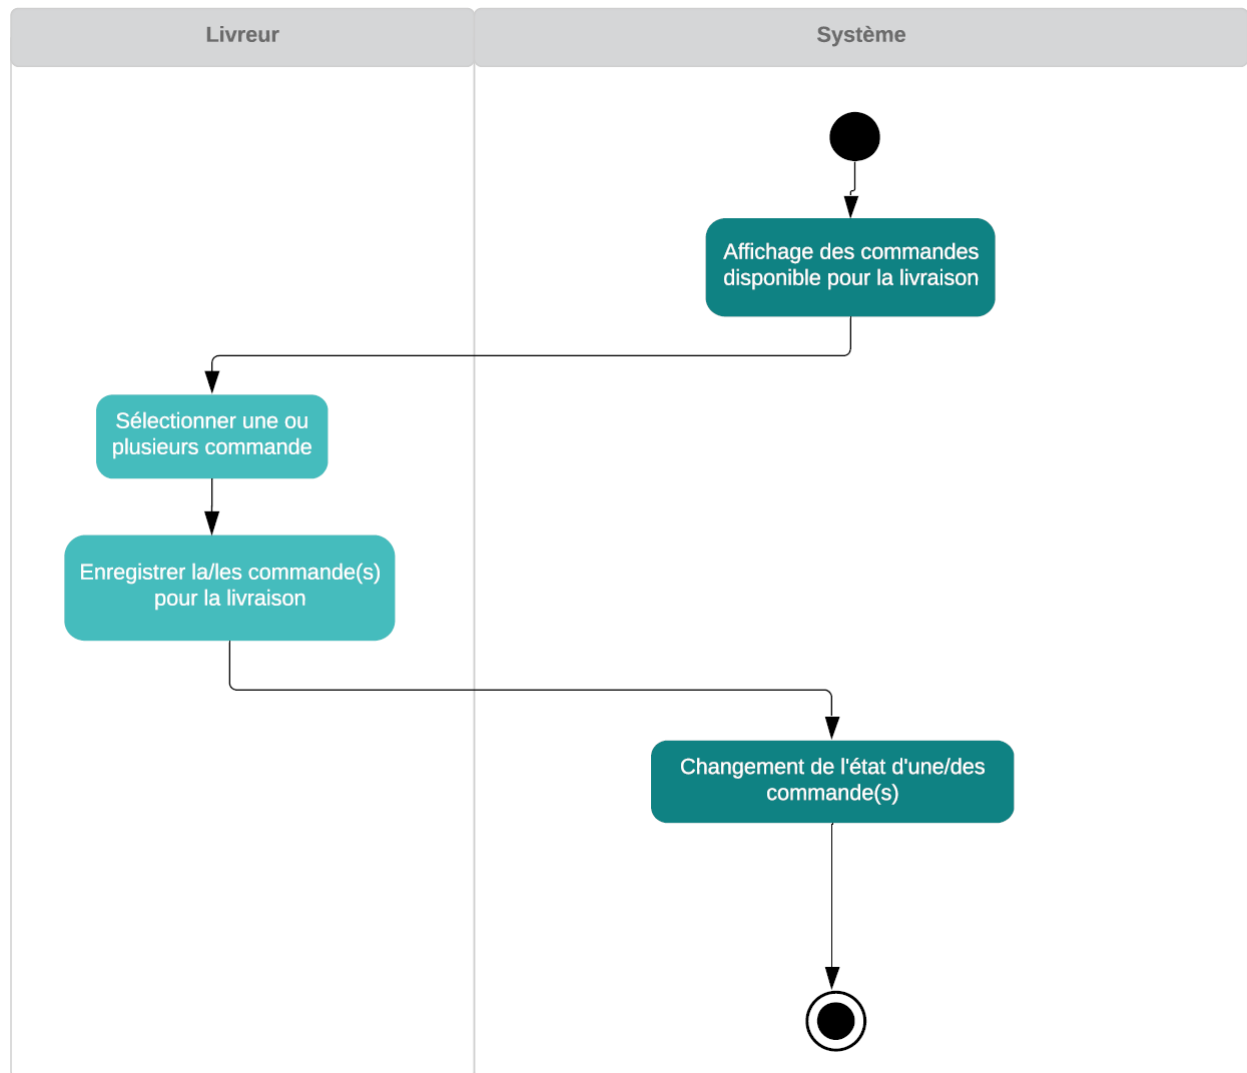 Livreur
Système
Affichage des commandes
disponible pour la livraison
Sélectionner une ou
plusieurs commande
Enregistrer la/les commande(s)
pour la livraison
Changement de l'état d'une/des
commande(s)